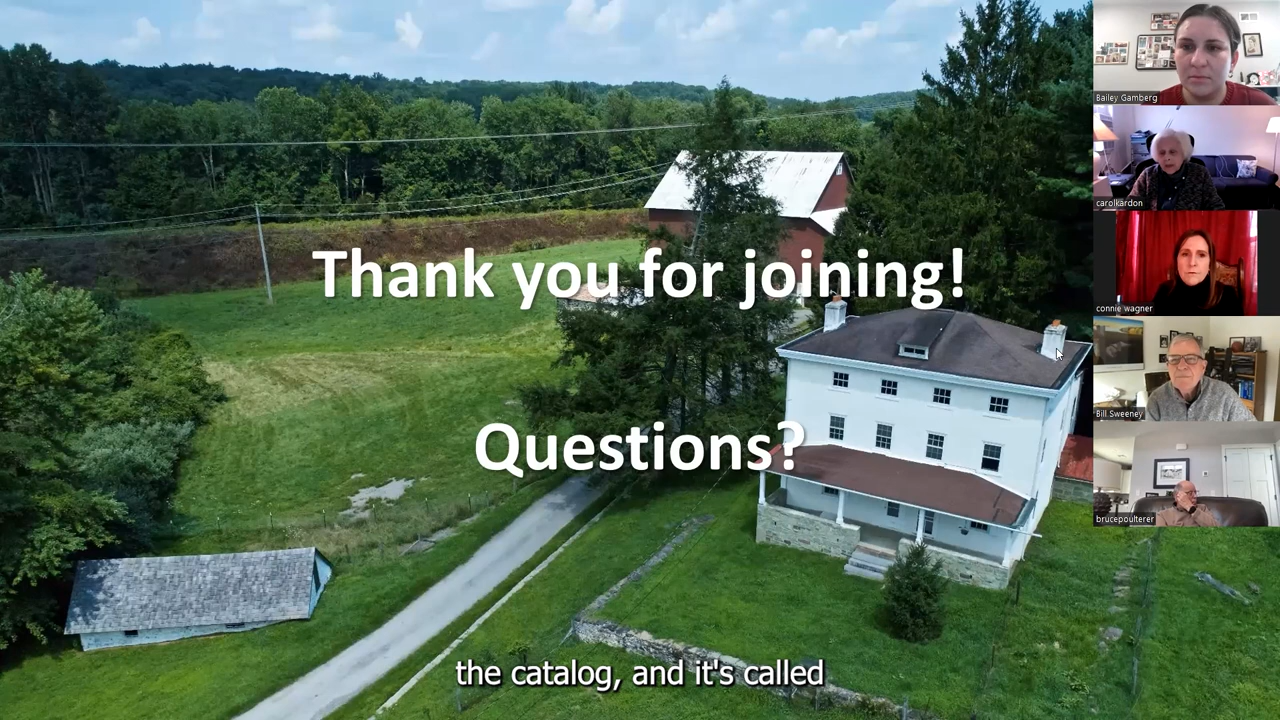 Bailey Gamberg
carolkardon
connie wagner
Bill Sweeney
brucepoulterer
Thank you for joining!
Questions?
the catalog, and it's called